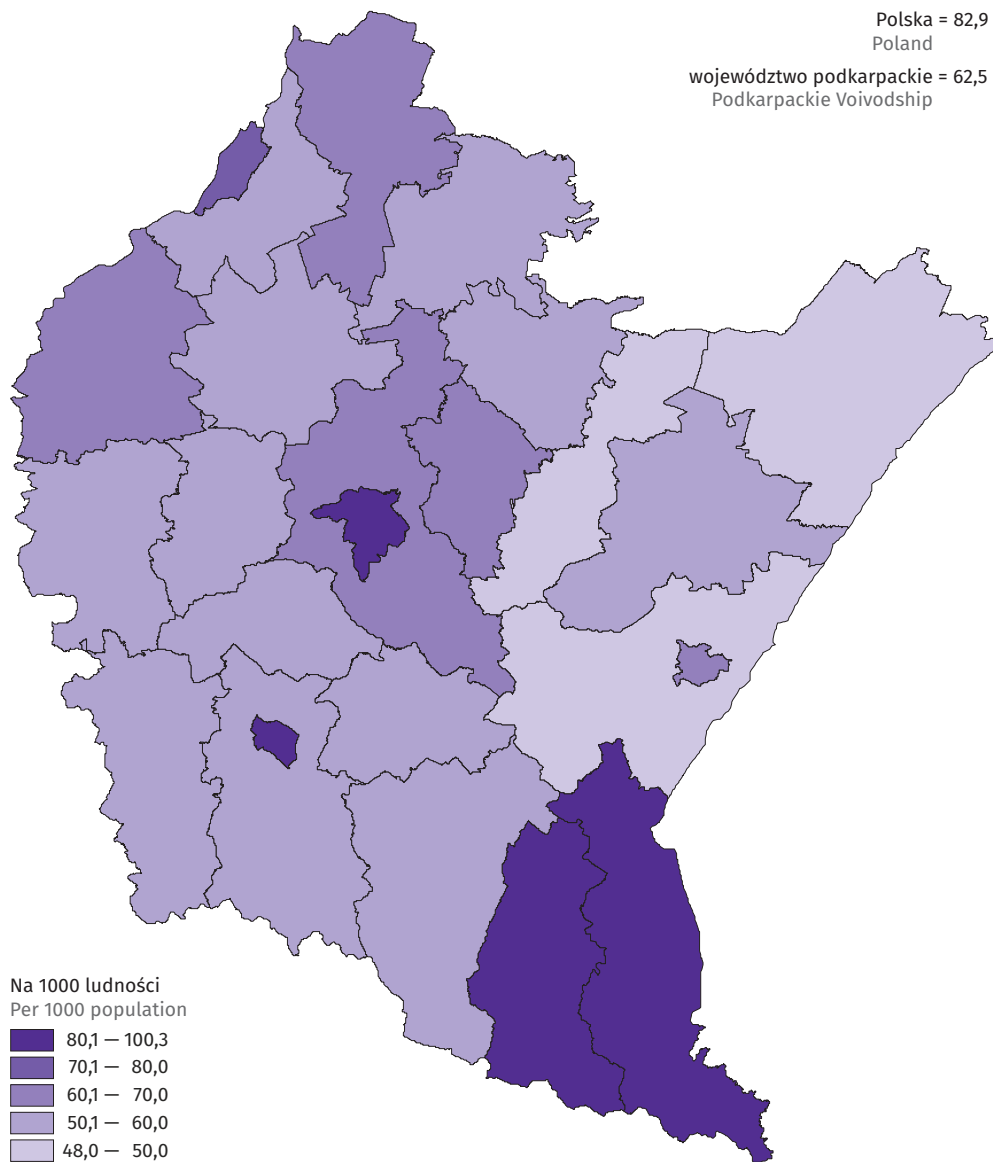 Polska = 82,9
Poland
województwo podkarpackie = 62,5
Podkarpackie Voivodship
Na 1000 ludności
Per 1000 population
80,1 — 100,3
70,1 — 80,0
60,1 — 70,0
50,1 — 60,0
48,0 — 50,0